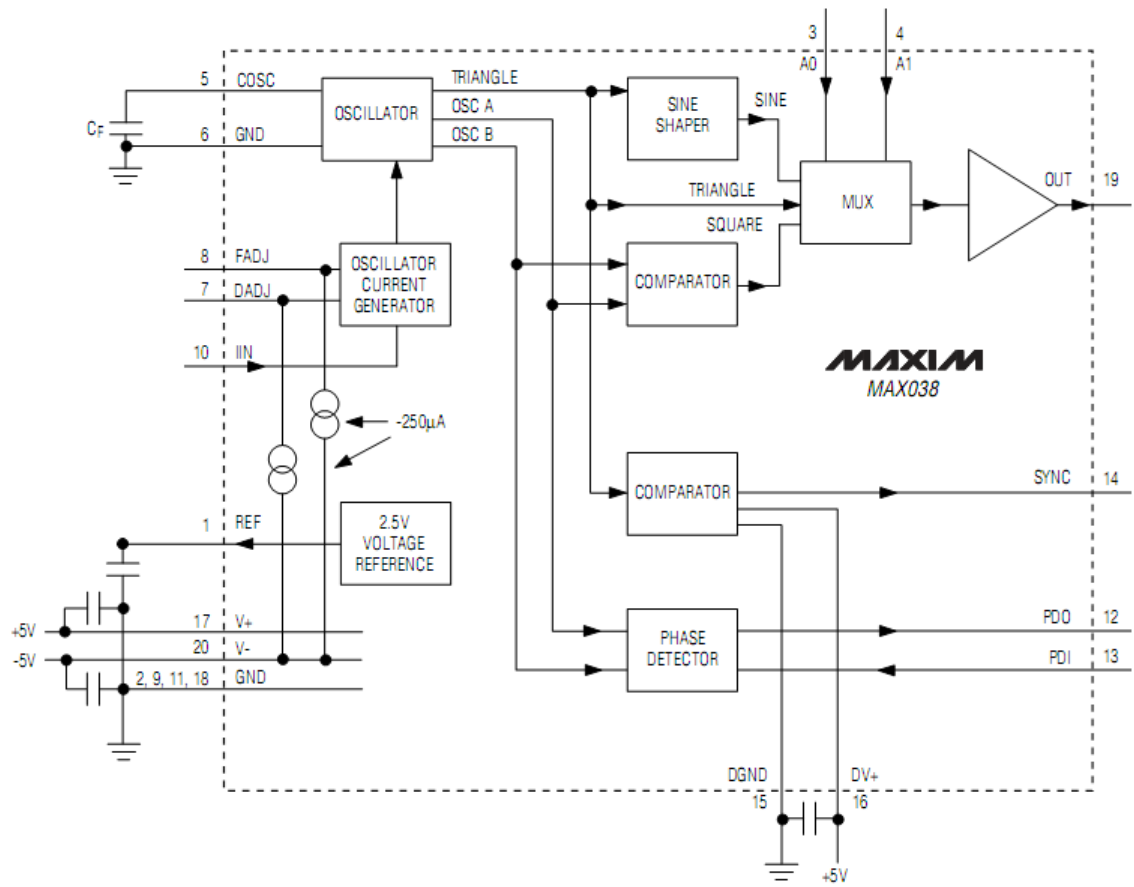 3
4
A0
A1
5
COSC
TRIANGLE
OSCILLATOR
OSC A
OSC B
SINE
SHAPER
SINE
CF
6
GND
TRIANGLE
SQUARE
MUX
OUT
19
8
FADJ
7
DADJ
OSCILLATOR
CURRENT
GENERATOR
COMPARATOR
10
IIN
MAXIM
MAX038
-250µA
COMPARATOR
SYNC
14
1
REF
2.5V
VOLTAGE
REFERENCE
+5V
17
V+
-5V
20
V-
2, 9, 11, 18
GND
PHASE
DETECTOR
PDO
12
PDI
13
DGND
DV+
15
16
+5V